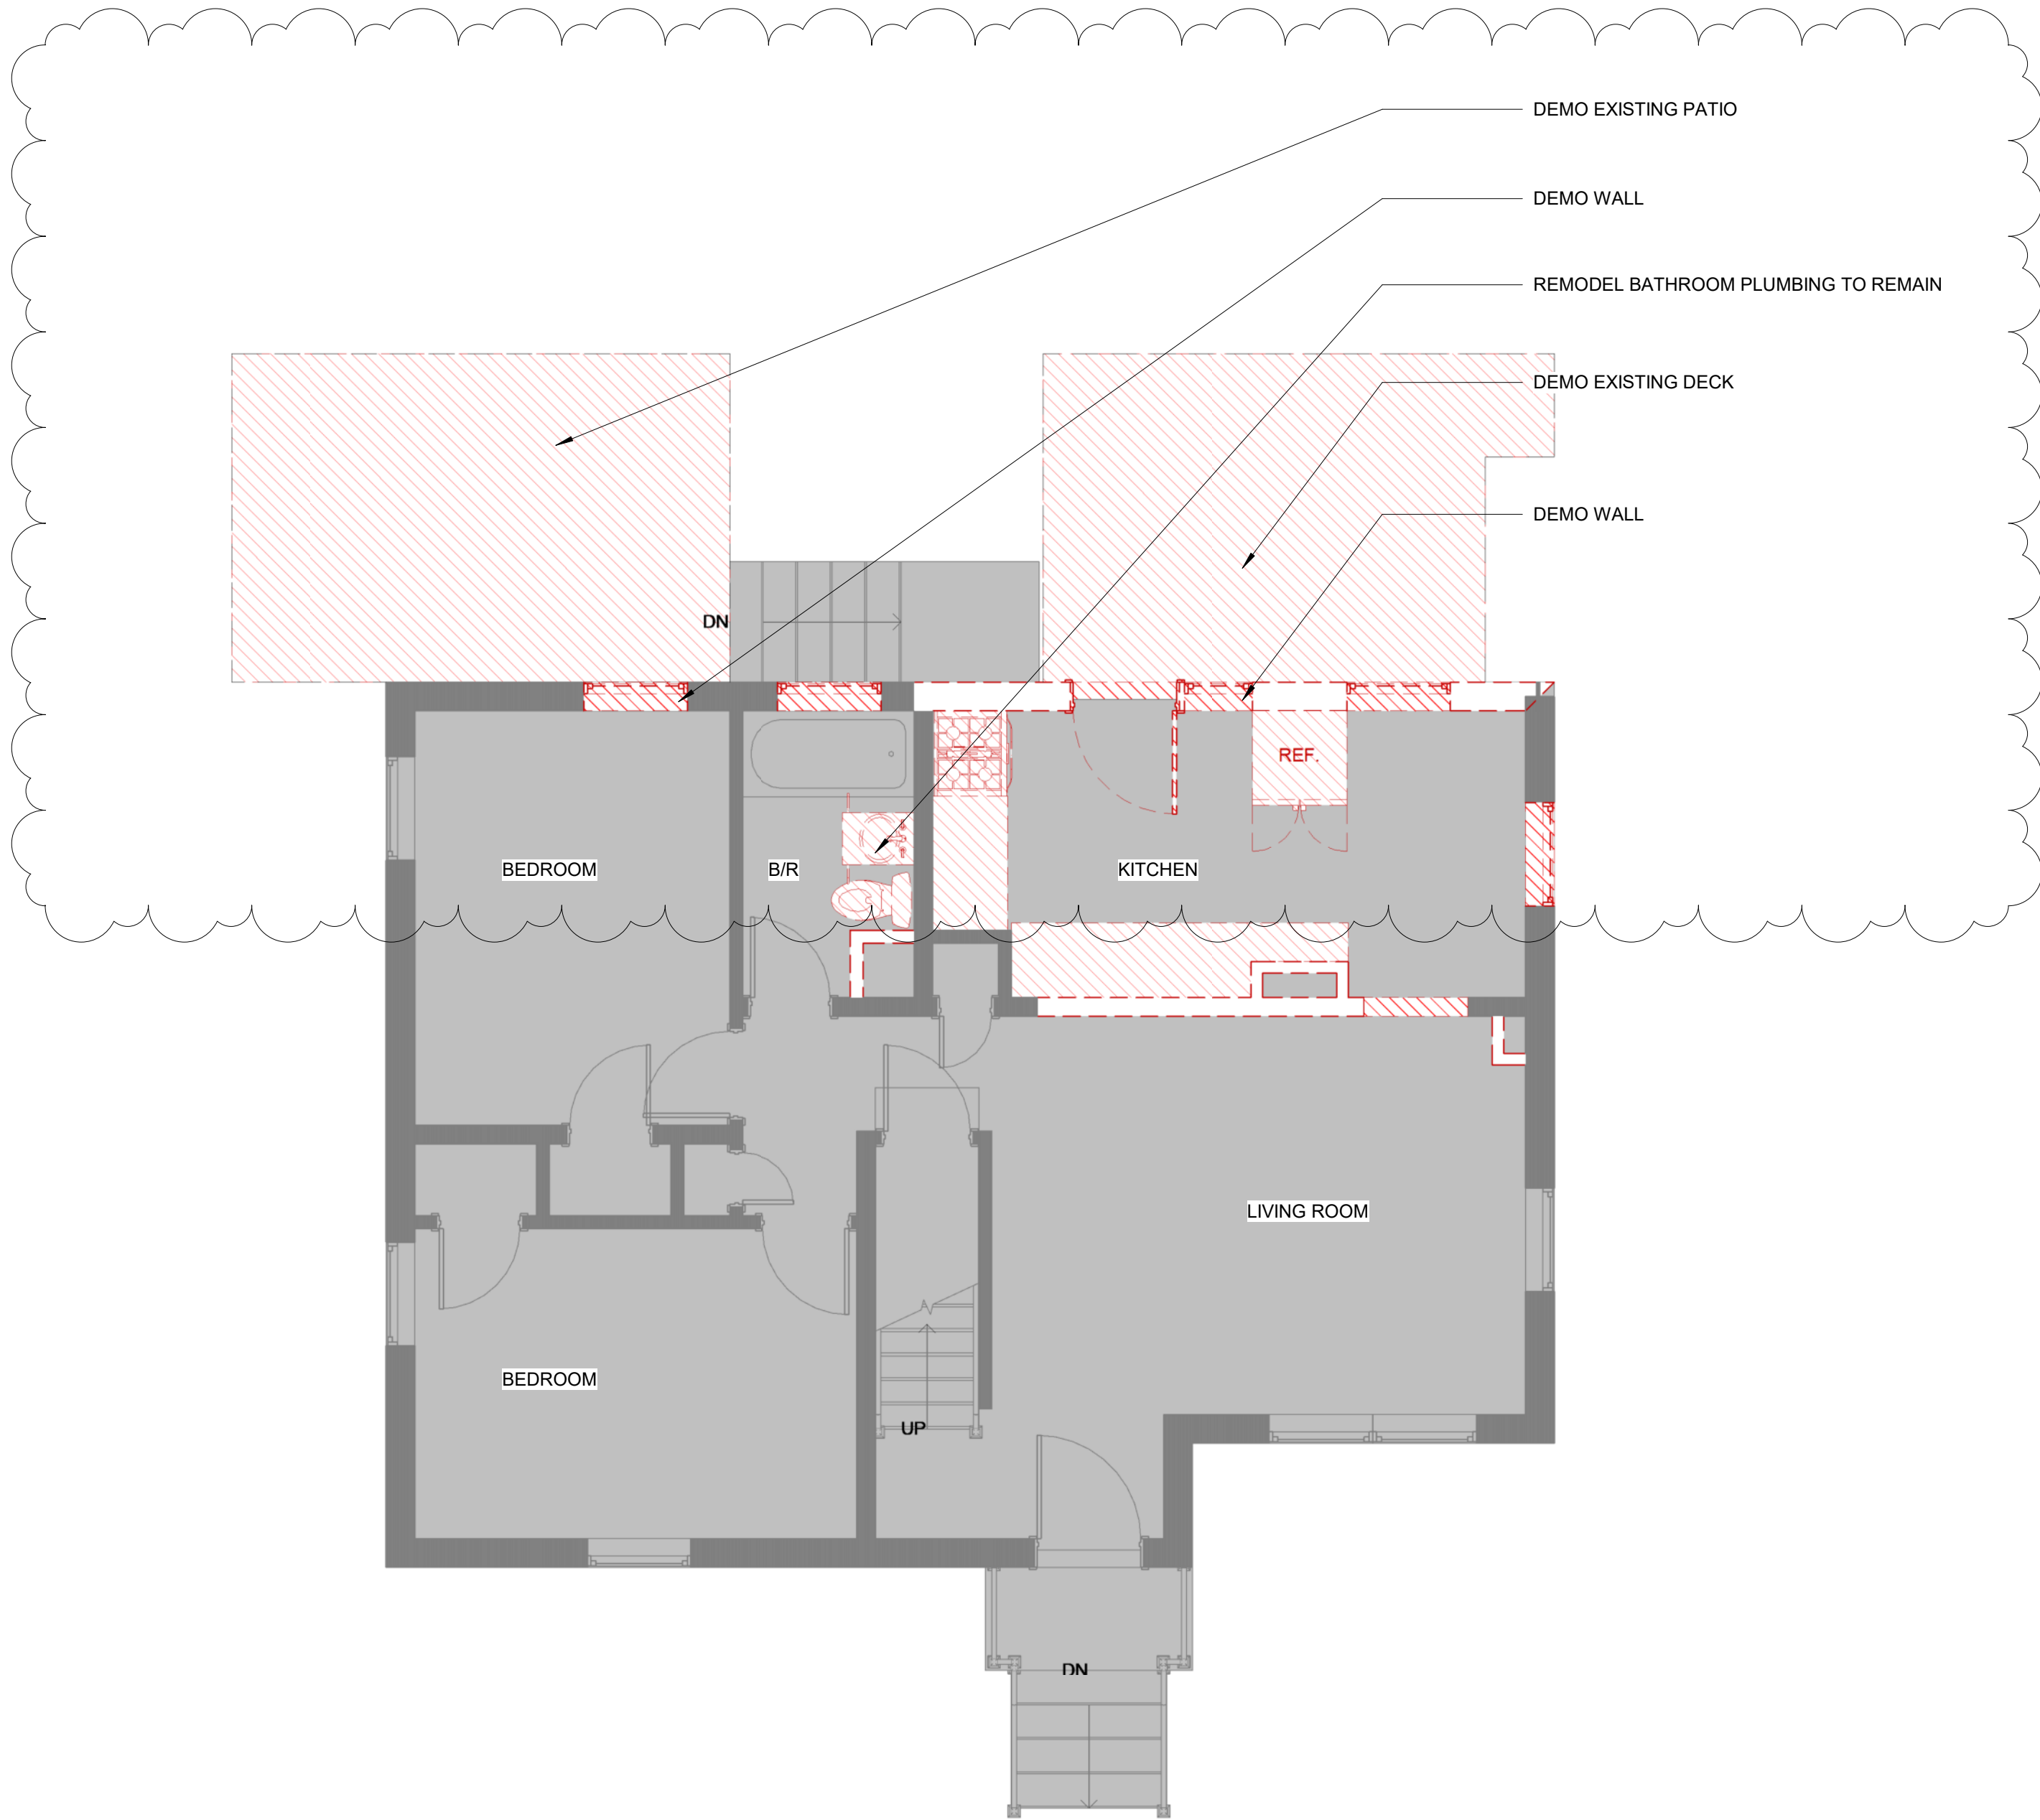 DEMO EXISTING PATIO
DEMO WALL
REMODEL BATHROOM PLUMBING TO REMAIN
DEMO EXISTING DECK
DEMO WALL
DN
REF.
BEDROOM
B/R
KITCHEN
LIVING ROOM
BEDROOM
UP
DN